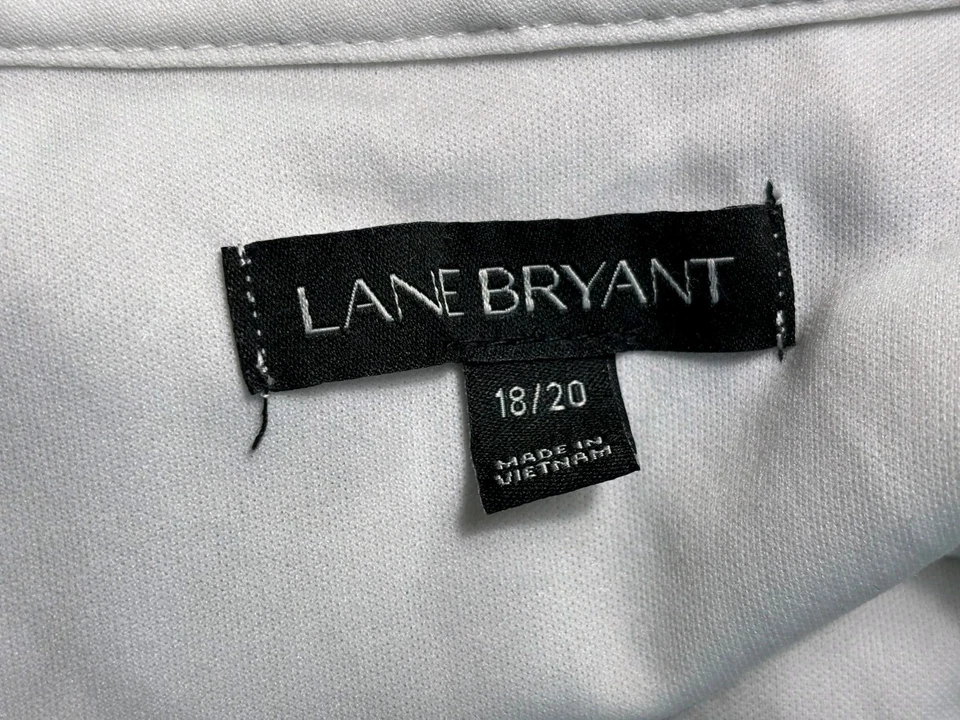 LANE BRYANT
18/20
MADE IN
VIETNAM